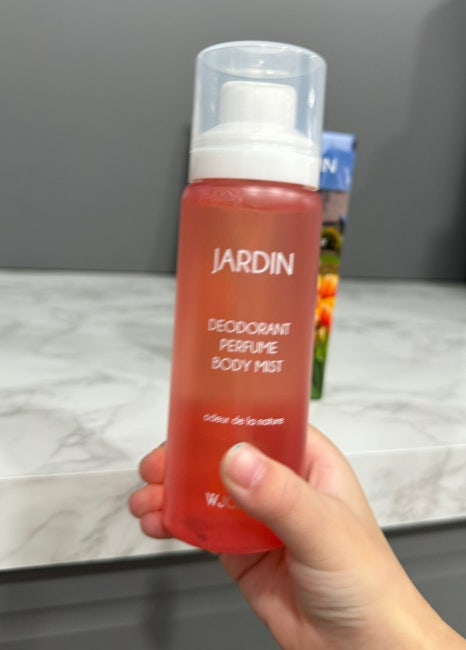 JARDIN
DEODORANT
PERFUME
BODY MIST
odeur de la nature